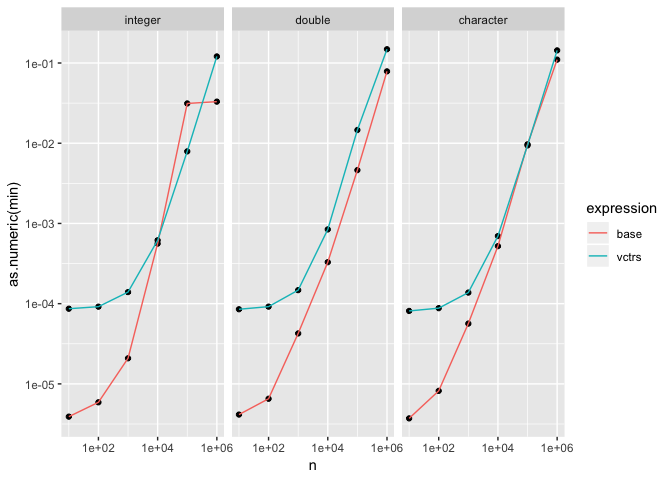 integer double character
1e-01
1e-02
1e-03
1e-04
1e-05
as.numeric(min)
1e+02 1e+04 1e+06 1e+02 1e+04 1e+06 1e+02 1e+04 1e+06
n
expression
base
vctrs